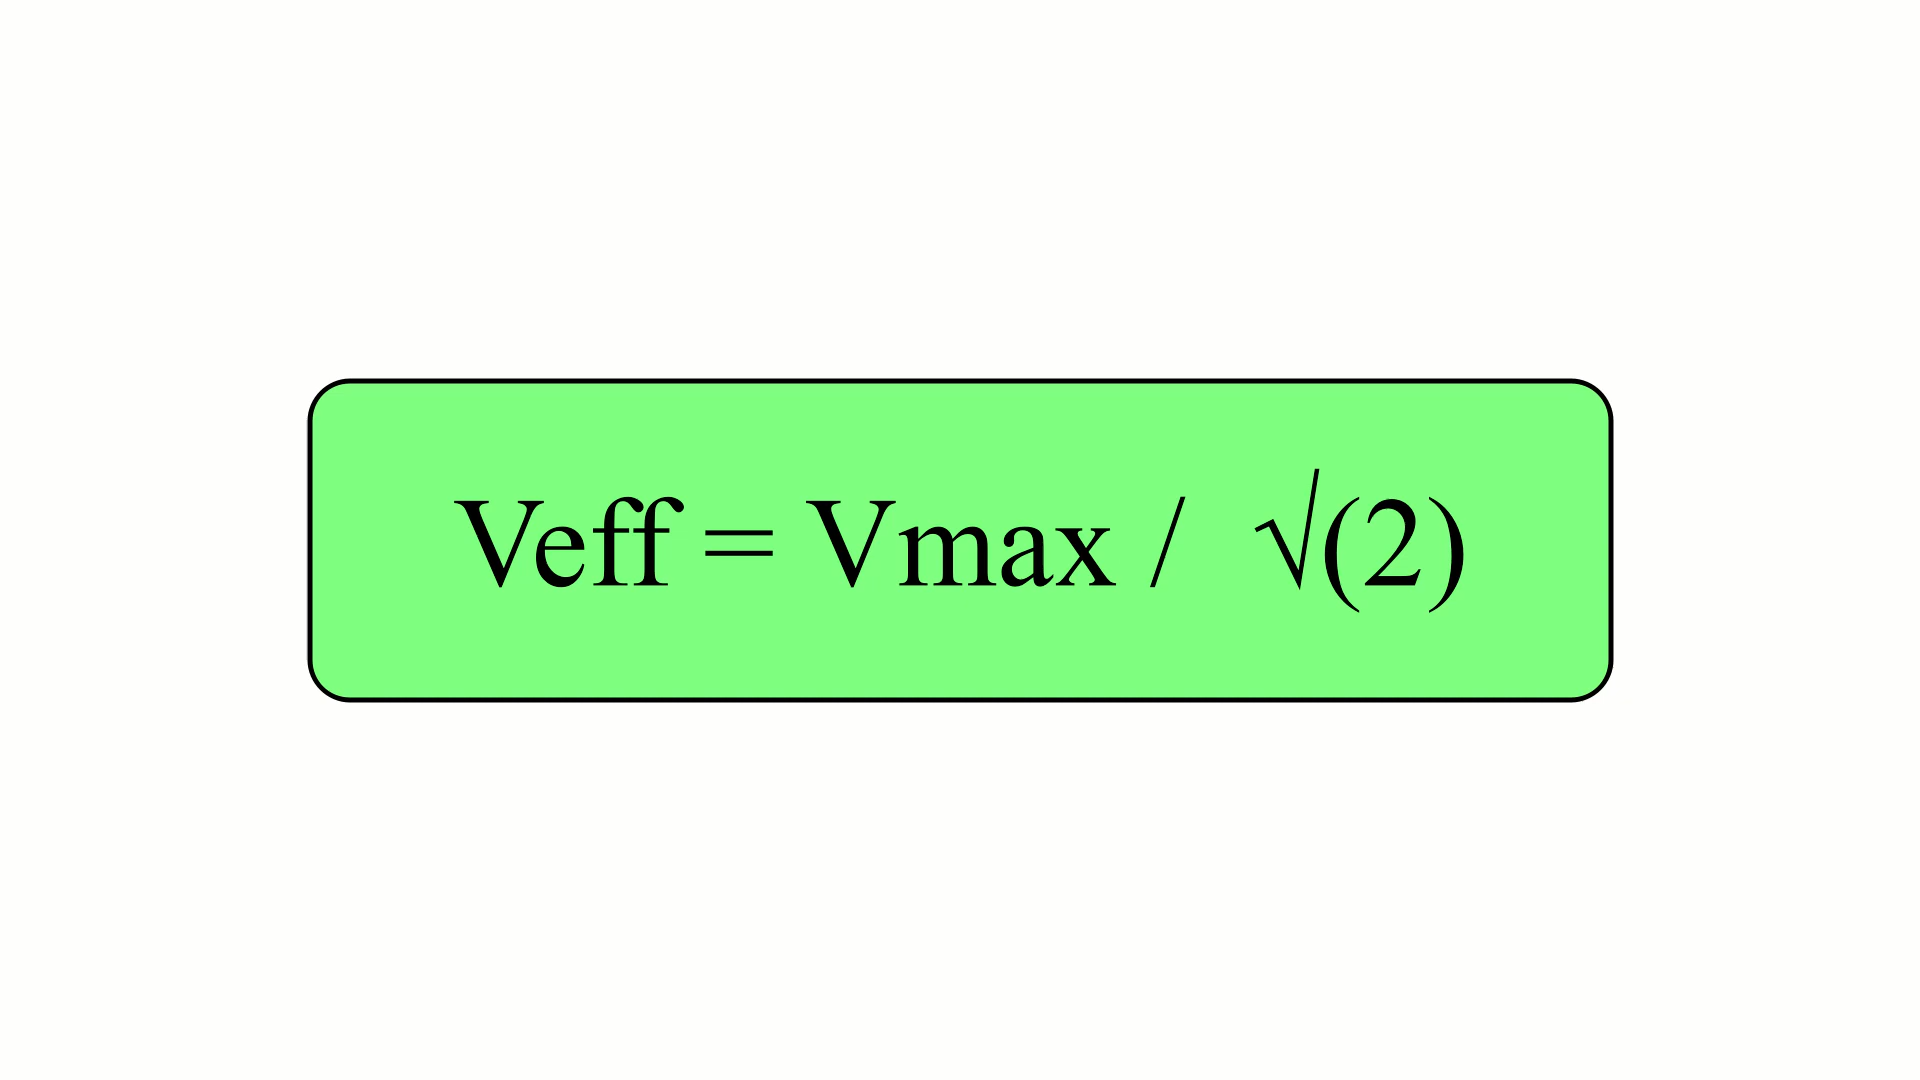 Veff = Vmax / √(2)